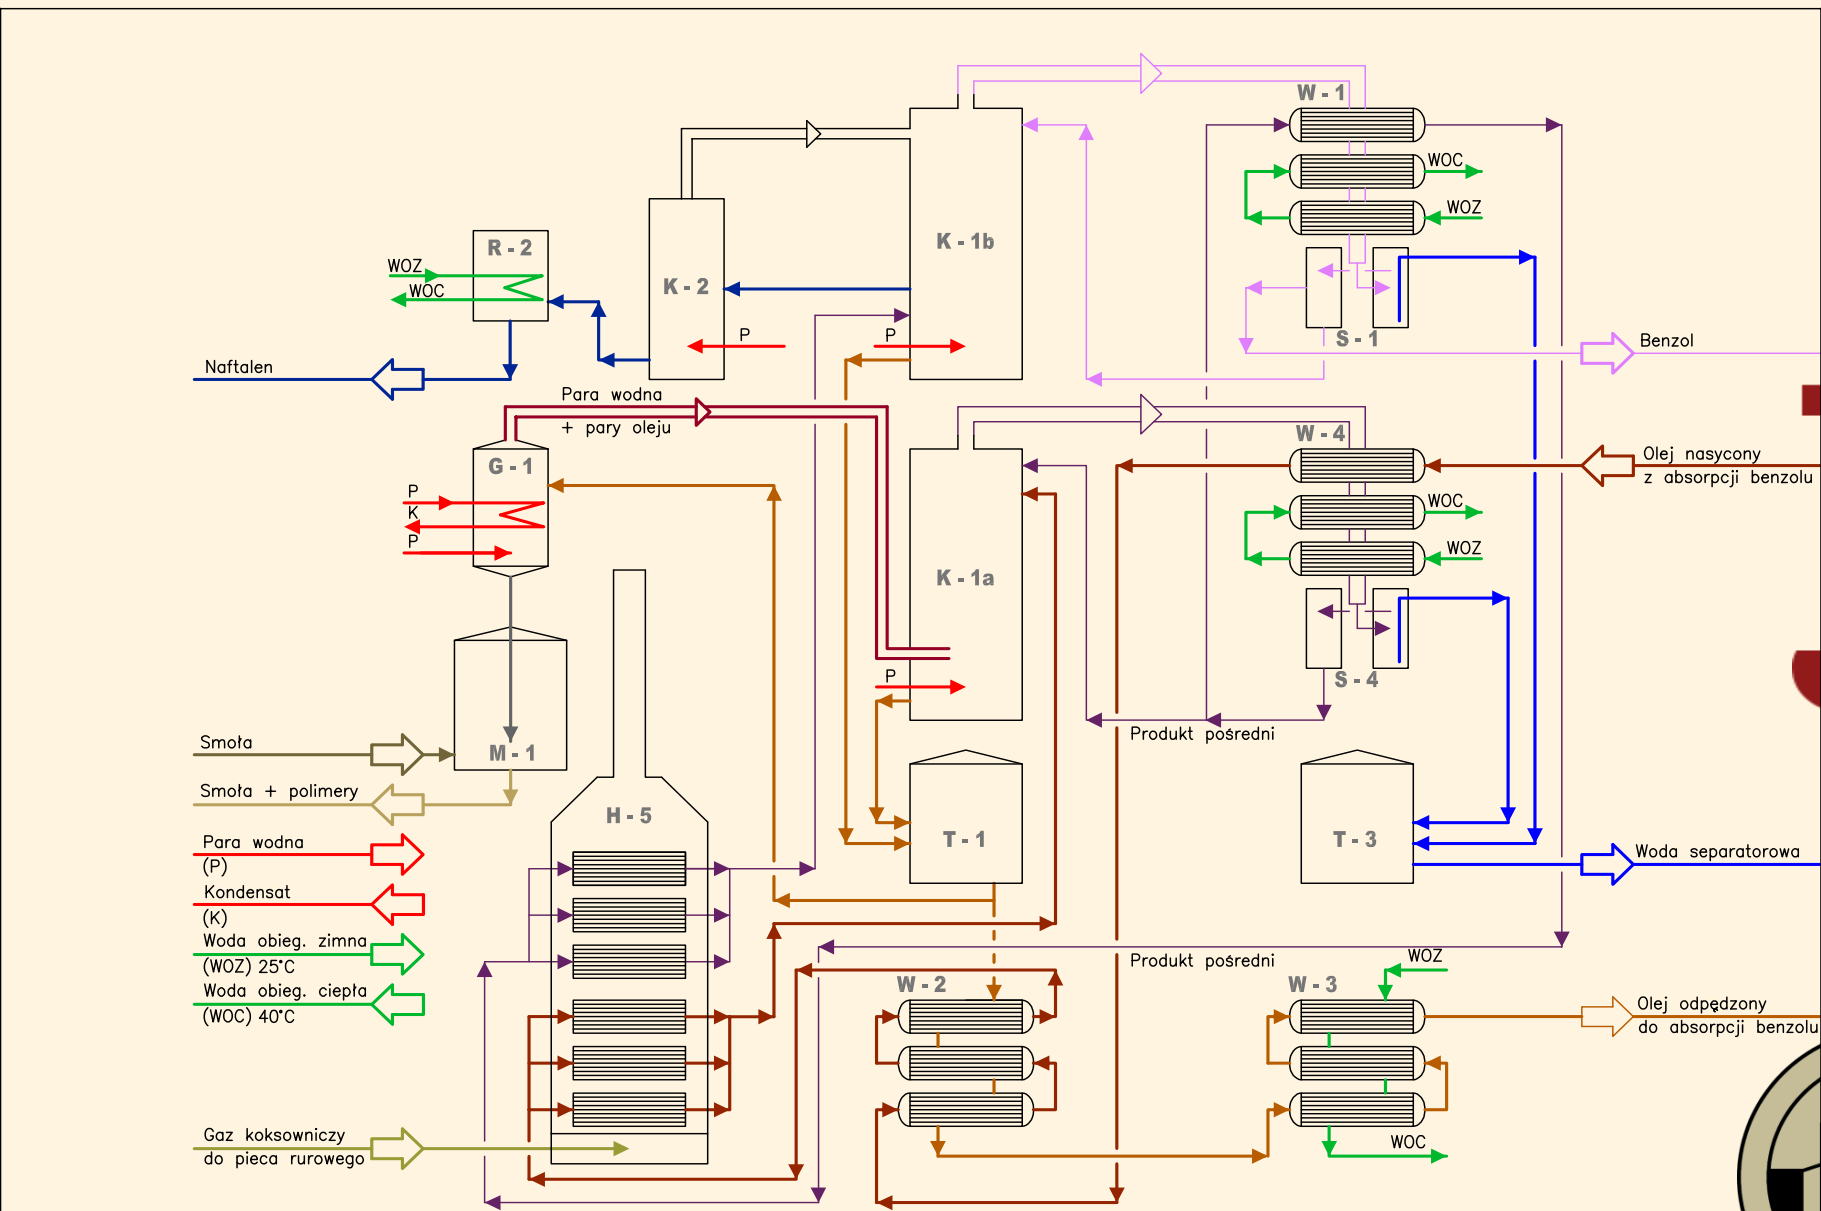 W - 1
WOC
WOZ
R - 2
WOZ
WOC
K - 2
K - 1b
P
P
S - 1
Benzol
Naftalen
Para wodna
+ pary oleju
W - 4
Olej nasycony
z absorpcji benzolu
G - 1
P
K
P
WOC
WOZ
K - 1a
P
S - 4
Produkt pośredni
Smoła
M - 1
Smoła + polimery
H - 5
T - 1
T - 3
Woda separatorowa
Para wodna
(P)
Kondensat
(K)
Woda obieg. zimna
(WOZ) 25°C
Woda obieg. ciepła
(WOC) 40°C
Produkt pośredni
WOZ
W - 2
W - 3
Olej odpędzony
do absorpcji benzolu
Gaz koksowniczy
do pieca rurowego
WOC